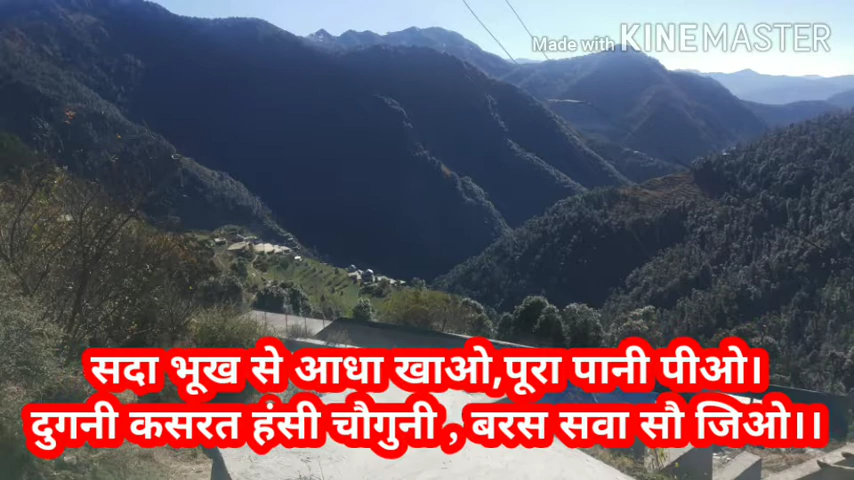 Made with KINEMASTER
सदा भूख से आधा खाओ,पूरा पानी पीओ।
दुगनी कसरत हंसी चौगुनी , बरस सवा सौ जिओ।।